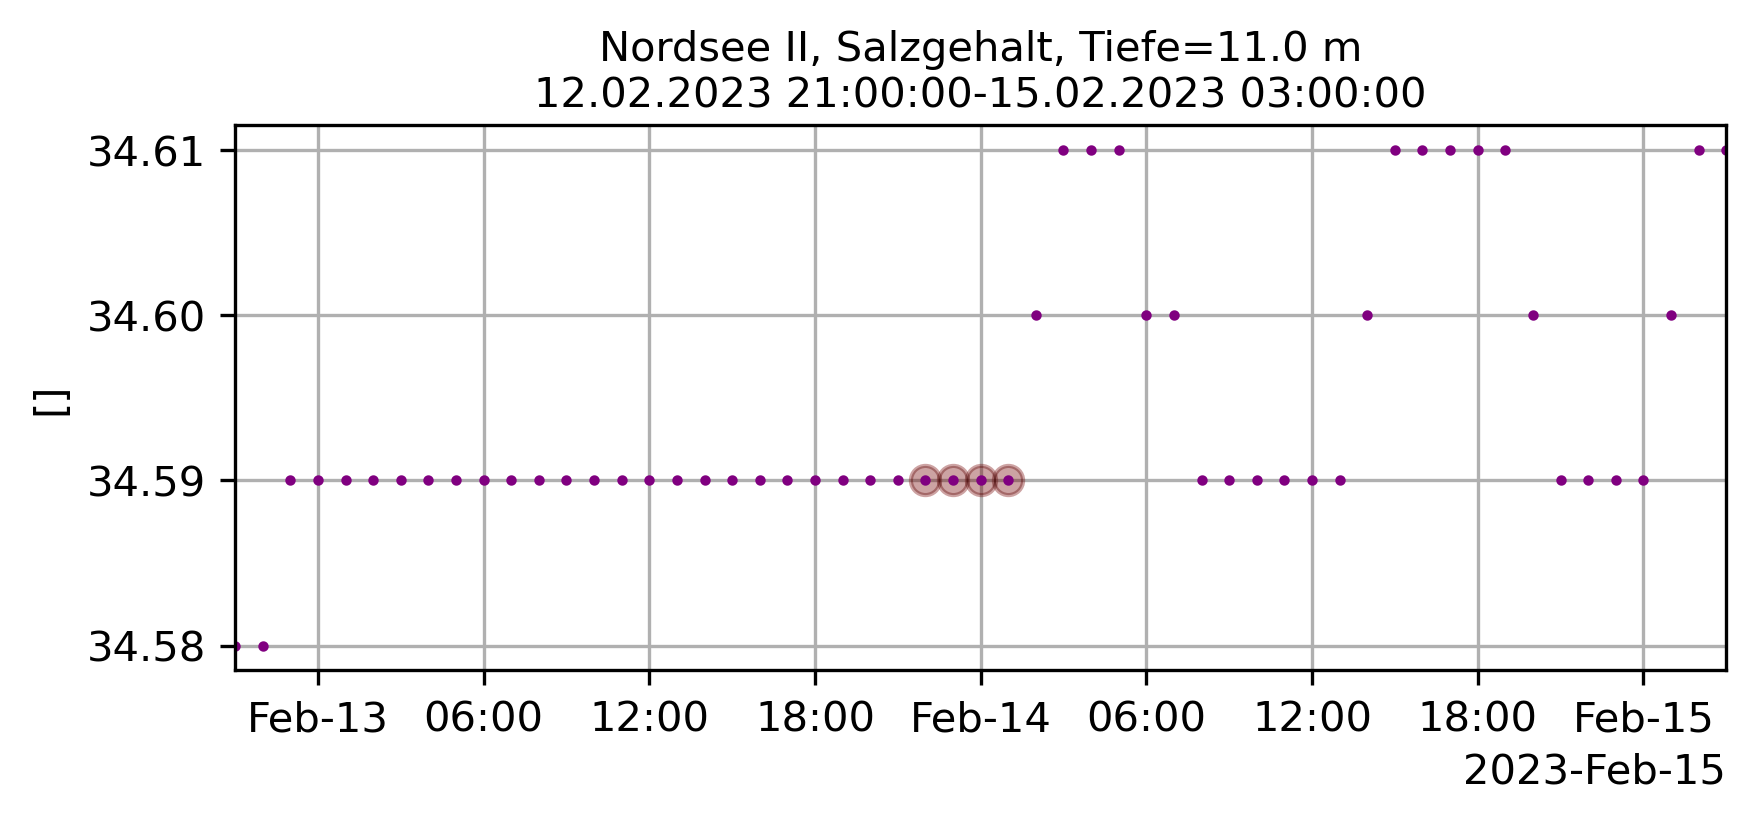 Nordsee II, Salzgehalt, Tiefe=11.0 m
12.02.2023 21:00:00-15.02.2023 03:00:00
34.61
34.60
34.59
34.58
[]
Feb-13 06:00 12:00 18:00 Feb-14 06:00 12:00 18:00 Feb-15
2023-Feb-15